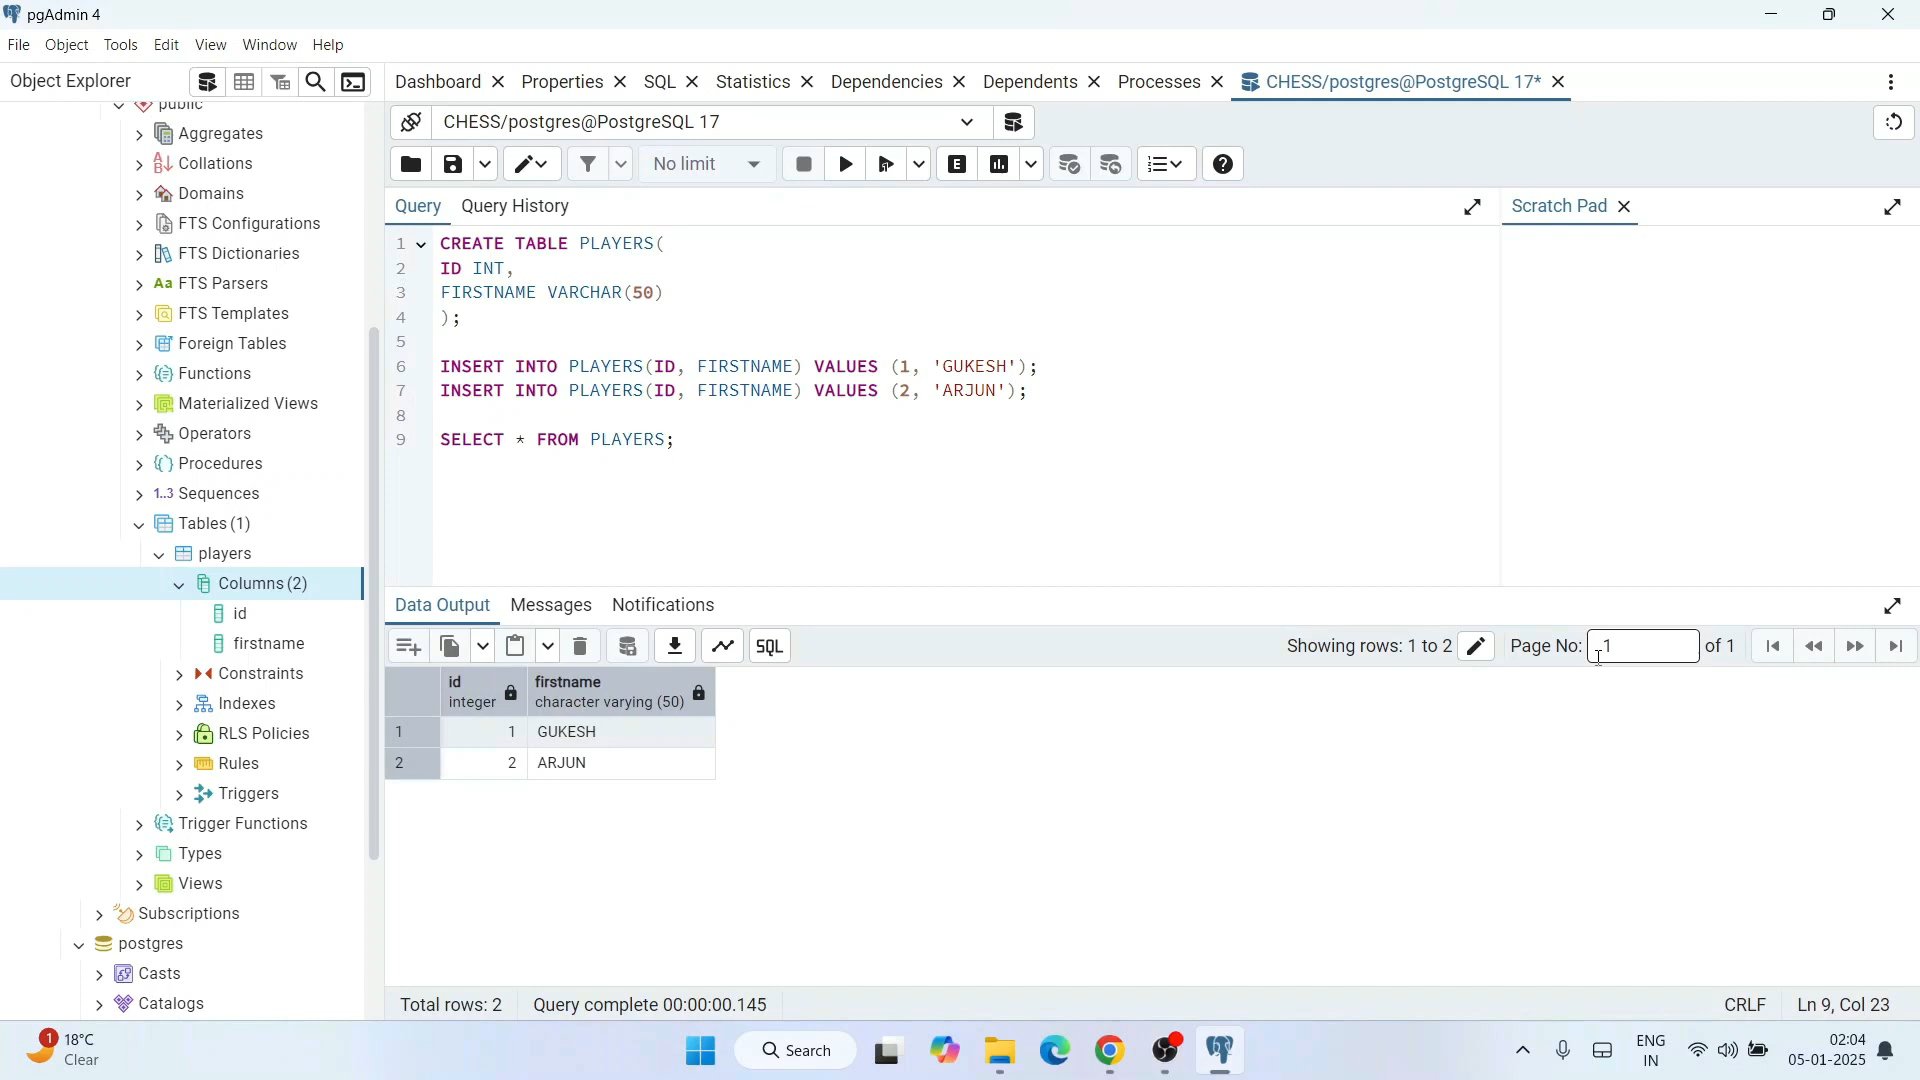 pgAdmin 4
File Object Tools Edit View Window Help
Object Explorer
Dashboard Properties SQL Statistics Dependencies Dependents Processes CHESS/postgres@PostgreSQL 17*
public
Aggregates
Collations
Domains
FTS Configurations
FTS Dictionaries
Aa FTS Parsers
FTS Templates
Foreign Tables
Functions
Materialized Views
Operators
Procedures
1..3 Sequences
Tables (1)
players
Columns (2)
id
firstname
Constraints
Indexes
RLS Policies
Rules
Triggers
Trigger Functions
Types
Views
Subscriptions
postgres
Casts
Catalogs
CHESS/postgres@PostgreSQL 17
No limit
E
Query Query History
Scratch Pad
1 CREATE TABLE PLAYERS(
2 ID INT,
3 FIRSTNAME VARCHAR(50)
4 );
5
6 INSERT INTO PLAYERS(ID, FIRSTNAME) VALUES (1, 'GUKESH');
7 INSERT INTO PLAYERS(ID, FIRSTNAME) VALUES (2, 'ARJUN');
8
9 SELECT * FROM PLAYERS;
Data Output Messages Notifications
SQL Showing rows: 1 to 2 Page No: 1 of 1
id firstname
integer character varying (50)
1 1 GUKESH
2 2 ARJUN
Total rows: 2 Query complete 00:00:00.145 CRLF Ln 9, Col 23
1 18°C
Clear
Search
ENG
IN
02:04
05-01-2025